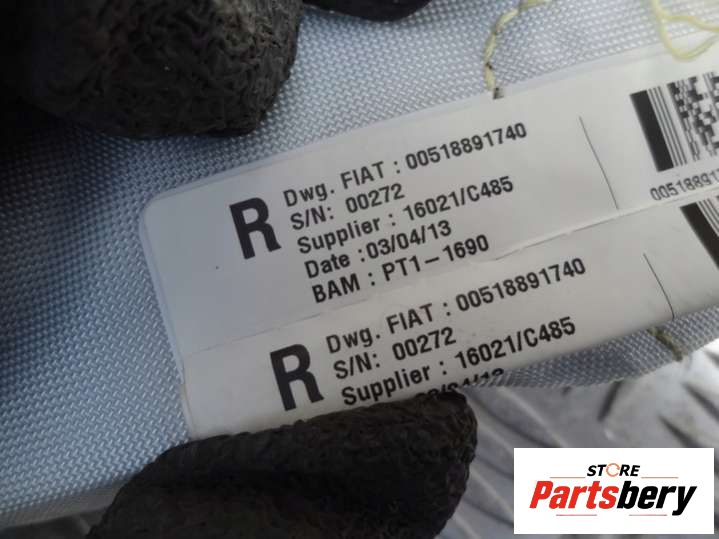 R
Dwg. FIAT : 00518891740
S/N: 00272
Supplier : 16021/C485
Date : 03/04/13
BAM : PT1-1690
R
Dwg. FIAT : 00518891740
S/N: 00272
Supplier : 16021/C485
STORE
Partsbery